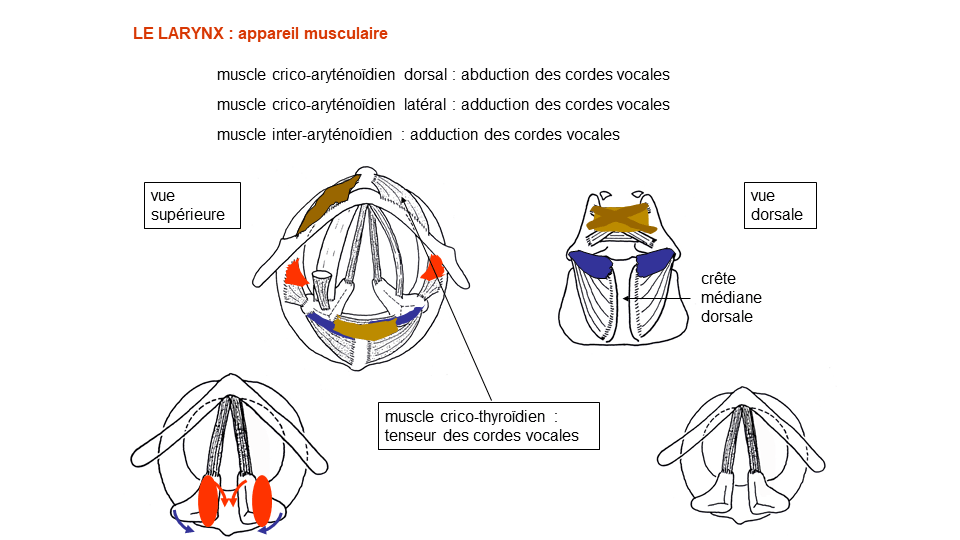 LE LARYNX : appareil musculaire
muscle crico-aryténoïdien dorsal : abduction des cordes vocales
muscle crico-aryténoïdien latéral : adduction des cordes vocales
muscle inter-aryténoïdien : adduction des cordes vocales
vue
supérieure
vue
dorsale
crête
médiane
dorsale
muscle crico-thyroïdien :
tenseur des cordes vocales